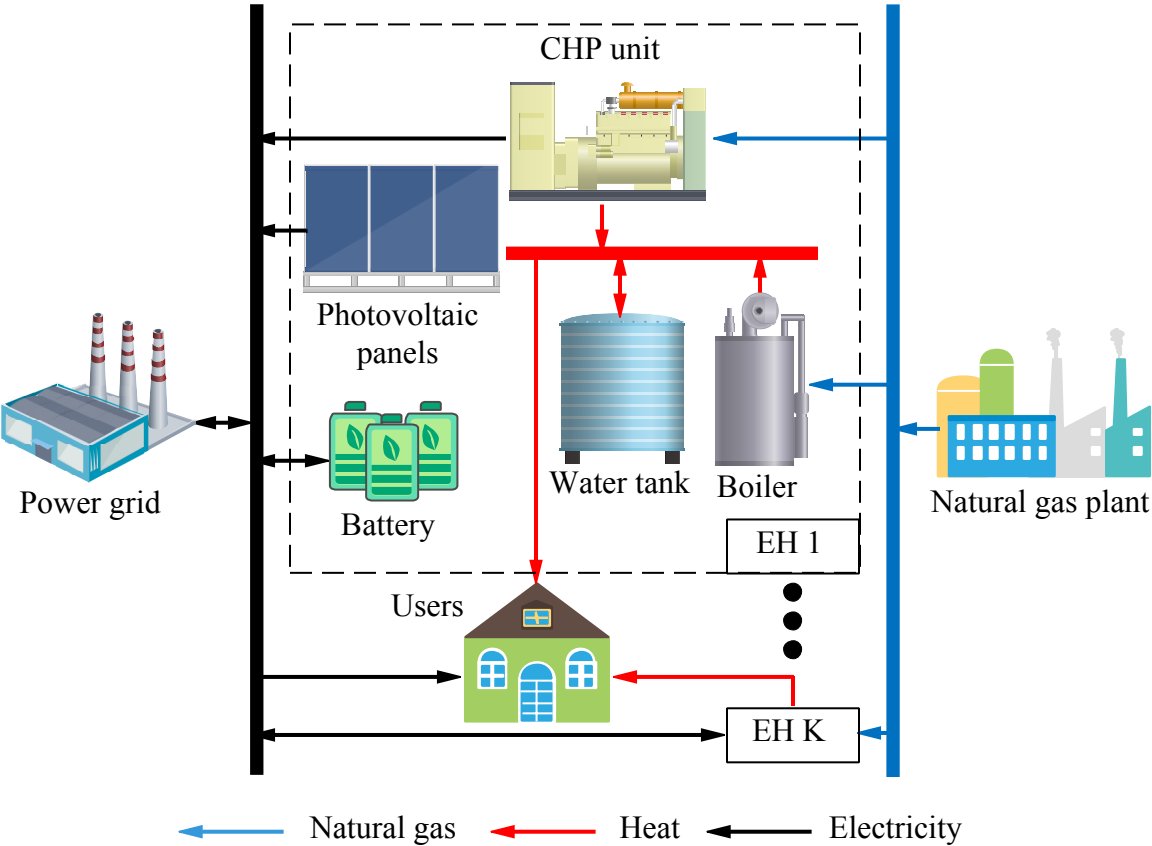 CHP unit
Photovoltaic
panels
Power grid
Battery
Water tank
Boiler
Natural gas plant
EH 1
Users
EH K
Natural gas
Heat
Electricity